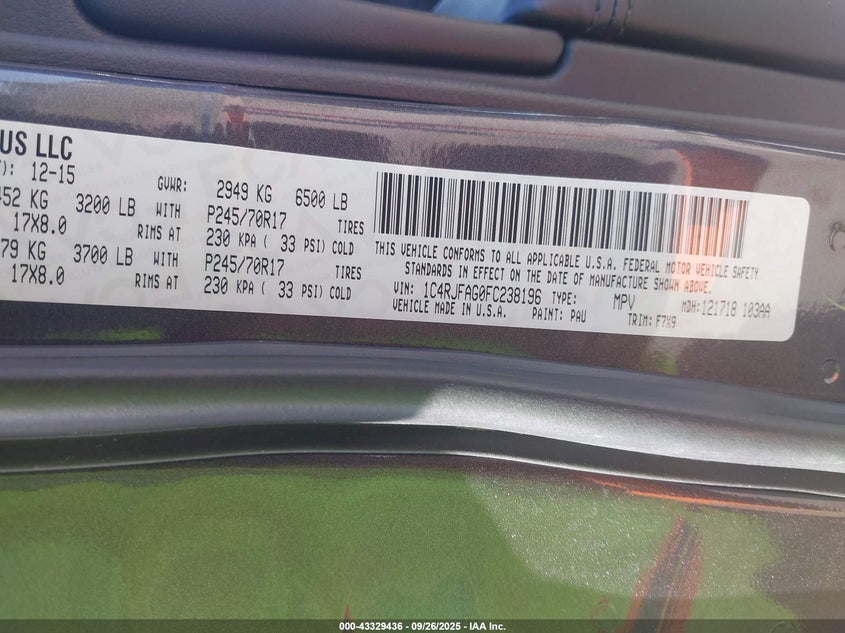 US LLC
): 12-15
GVWR: 2949 KG 6500 LB
452 KG 3200 LB WITH P245/70R17 TIRES
17X8.0 RIMS AT 230 KPA ( 33 PSI) COLD
79 KG 3700 LB WITH P245/70R17 TIRES
17X8.0 RIMS AT 230 KPA ( 33 PSI) COLD
THIS VEHICLE CONFORMS TO ALL APPLICABLE U.S.A. FEDERAL MOTOR VEHICLE SAFETY
STANDARDS IN EFFECT ON THE DATE OF MANUFACTURE SHOWN ABOVE.
VIN: 1C4RJFAG0FC238196 TYPE: MPV MDH:121718 103AA
VEHICLE MADE IN U.S.A. PAINT: PAU TRIM: F7X9
000-43329436 - 09/26/2025 - IAA Inc.